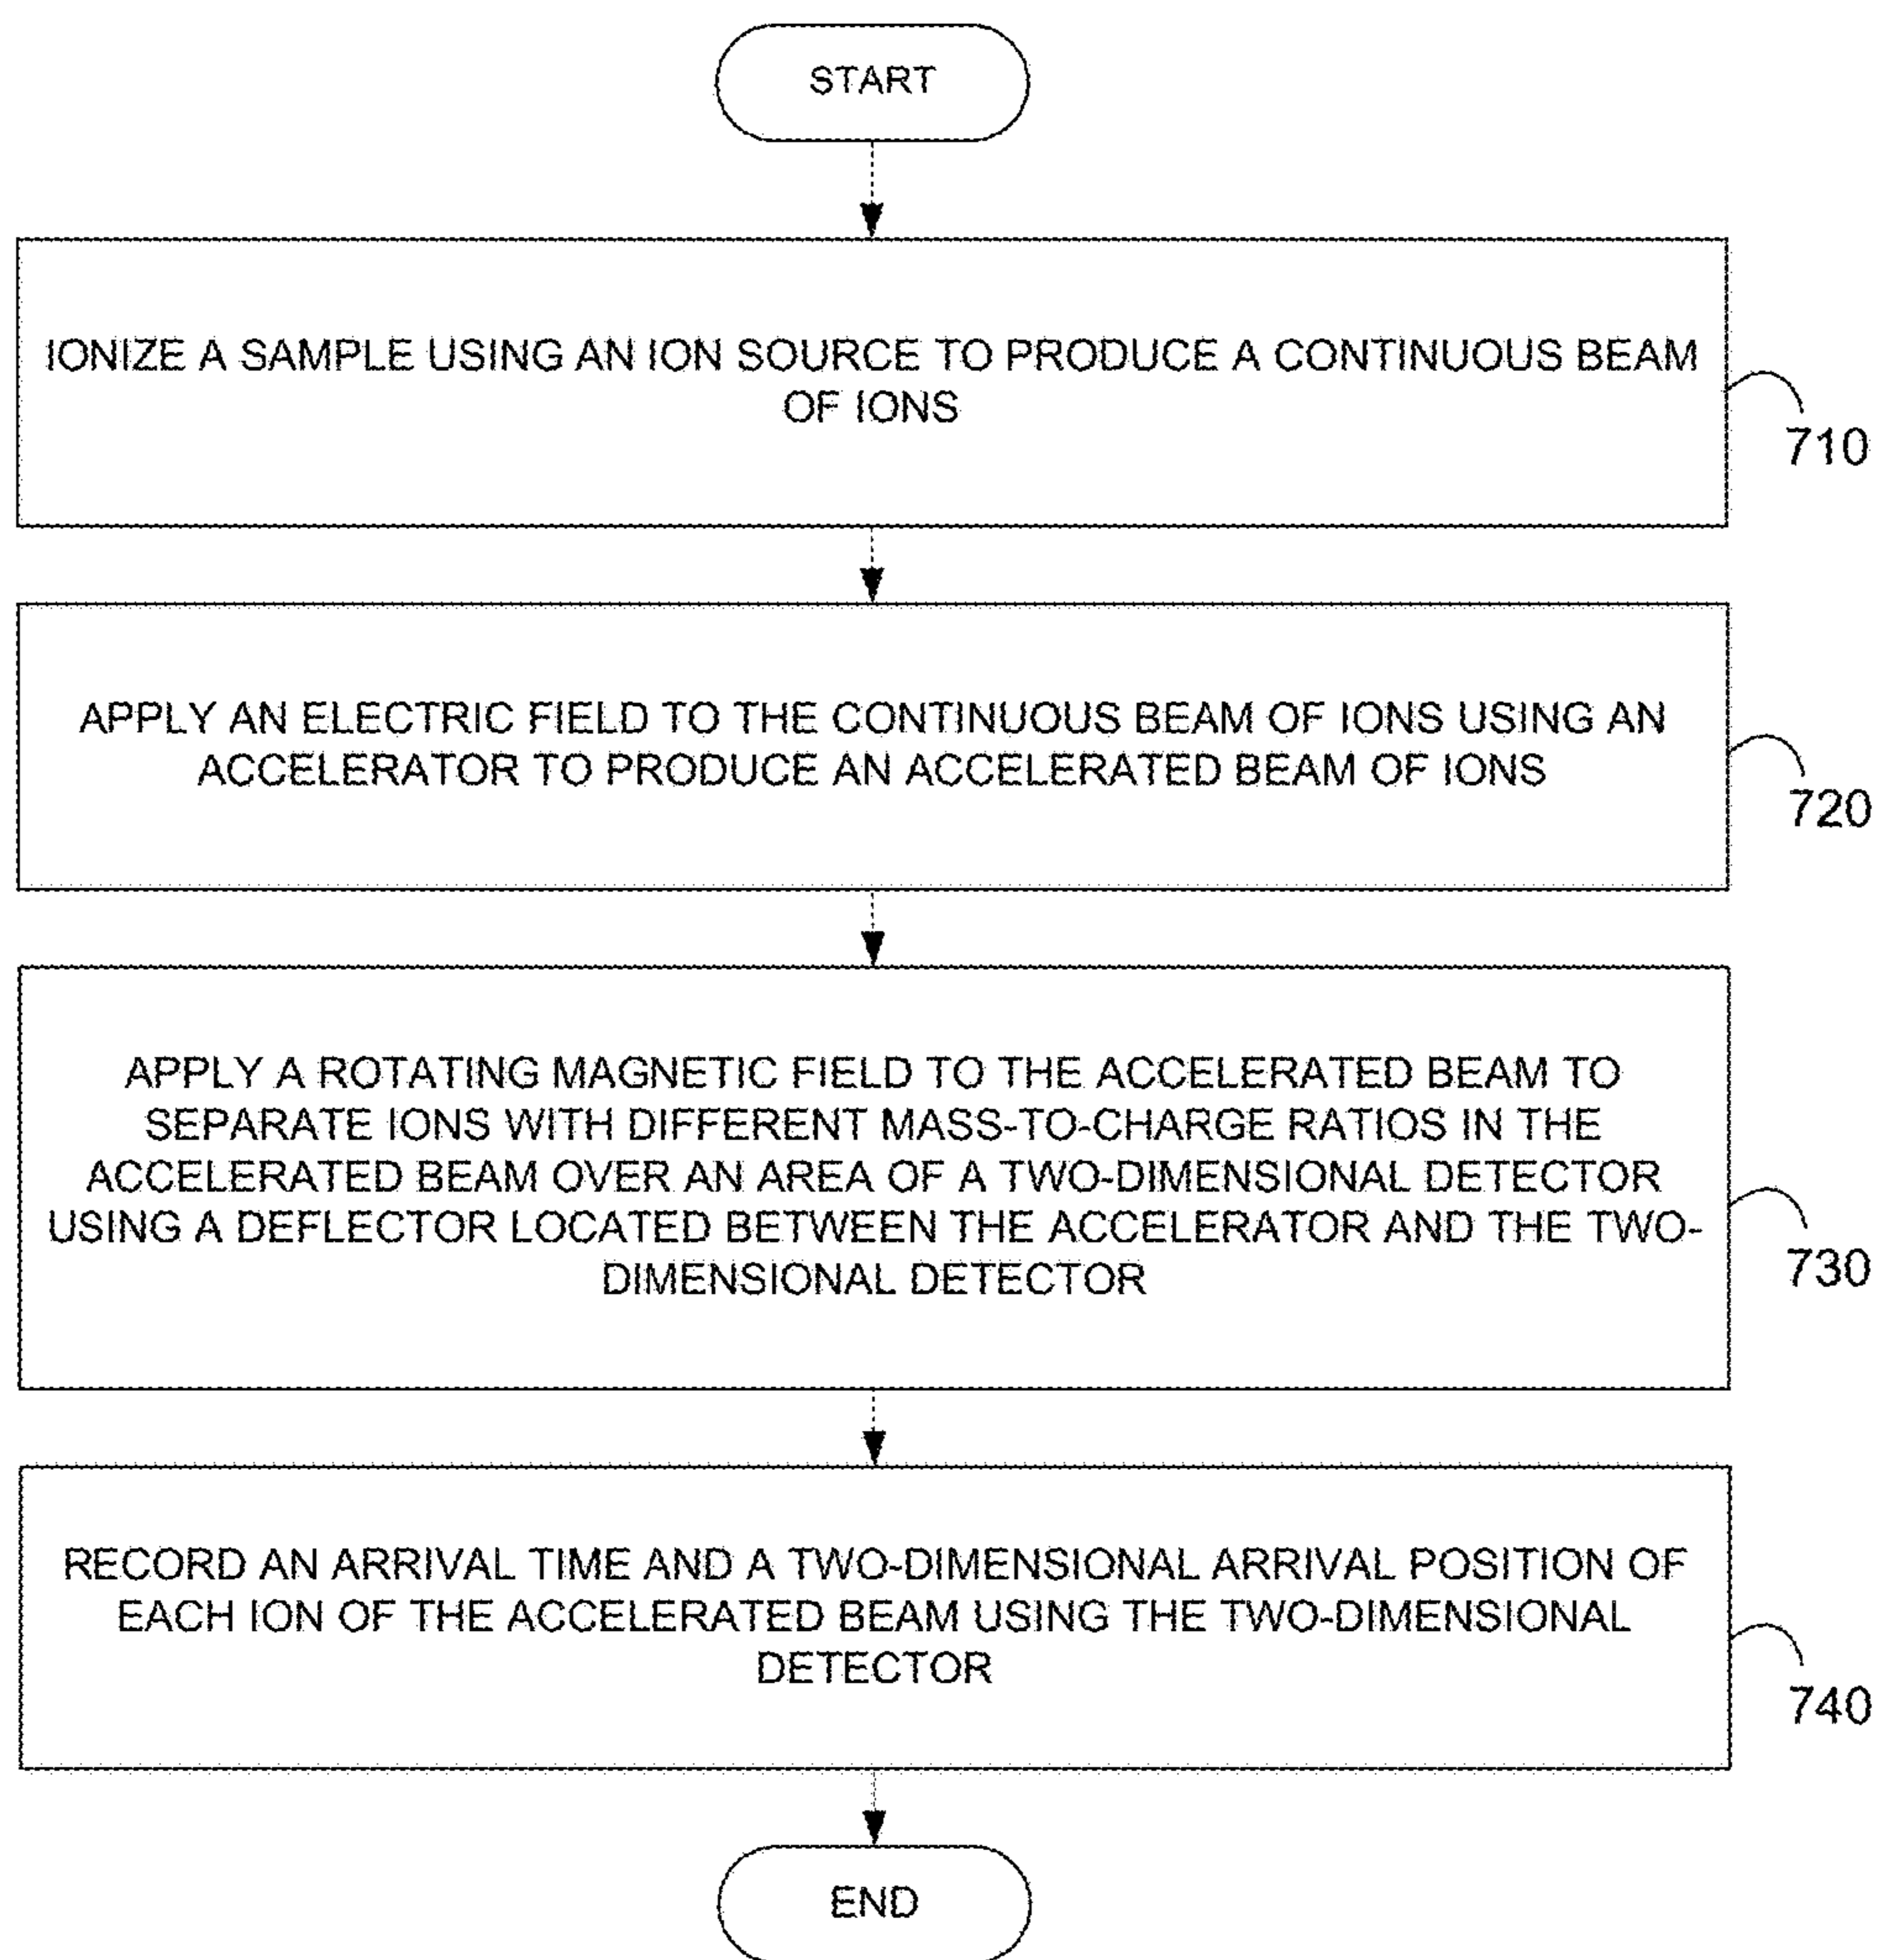 START
IONIZE A SAMPLE USING AN ION SOURCE TO PRODUCE A CONTINUOUS BEAM
OF IONS
710
APPLY AN ELECTRIC FIELD TO THE CONTINUOUS BEAM OF IONS USING AN
ACCELERATOR TO PRODUCE AN ACCELERATED BEAM OF IONS
720
APPLY A ROTATING MAGNETIC FIELD TO THE ACCELERATED BEAM TO
SEPARATE IONS WITH DIFFERENT MASS-TO-CHARGE RATIOS IN THE
ACCELERATED BEAM OVER AN AREA OF A TWO-DIMENSIONAL DETECTOR
USING A DEFLECTOR LOCATED BETWEEN THE ACCELERATOR AND THE TWO-
DIMENSIONAL DETECTOR
730
RECORD AN ARRIVAL TIME AND A TWO-DIMENSIONAL ARRIVAL POSITION OF
EACH ION OF THE ACCELERATED BEAM USING THE TWO-DIMENSIONAL
DETECTOR
740
END